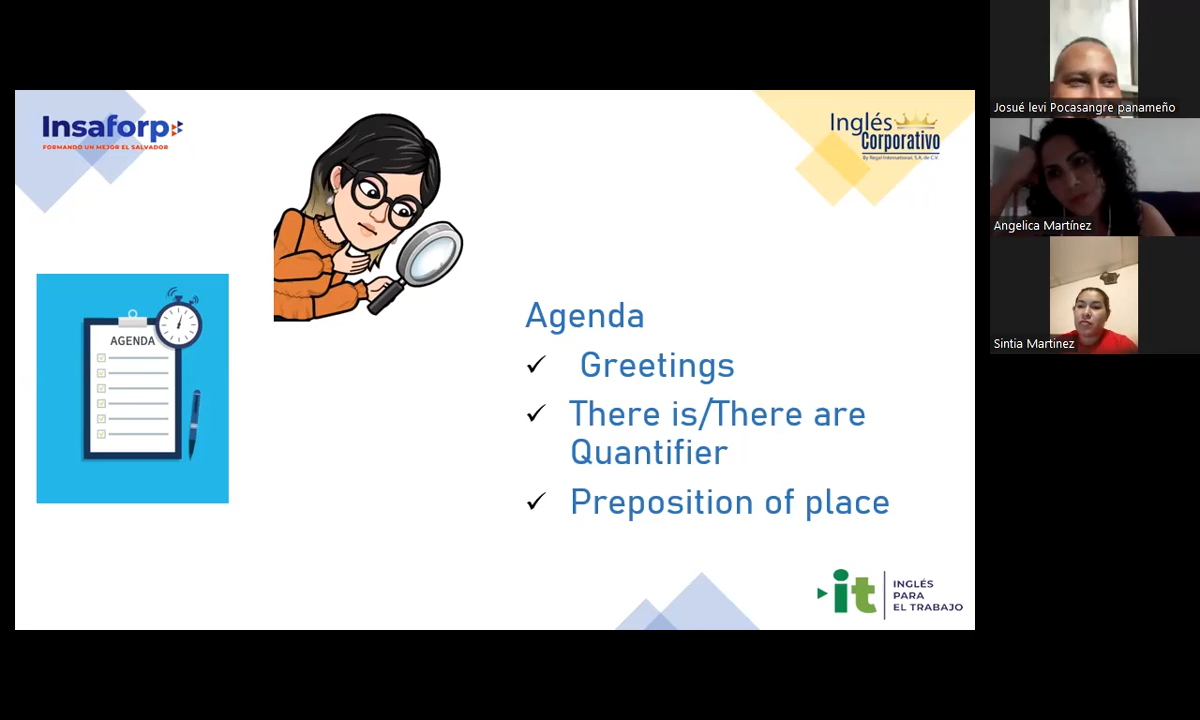 Insaforp
FORMANDO UN MEJOR EL SALVADOR
Inglés
Corporativo
By Regal International, S.A. de C.V.
AGENDA
Agenda
✓ Greetings
✓ There is/There are
Quantifier
✓ Preposition of place
it
INGLÉS
PARA
EL TRABAJO
Josué levi Pocasangre panameño
Angelica Martínez
Sintia Martinez